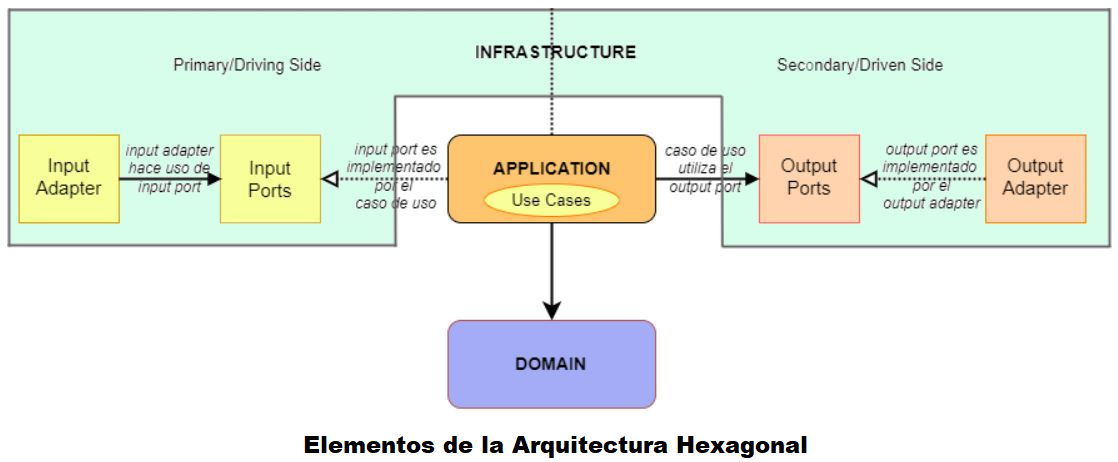 INFRASTRUCTURE
Primary/Driving Side
Secondary/Driven Side
Input
Adapter
input adapter
hace uso de
input port
Input
Ports
input port es
implementado
por el
caso de uso
APPLICATION
Use Cases
caso de uso
utiliza el
output port
Output
Ports
output port es
implementado
por el
output adapter
Output
Adapter
DOMAIN
Elementos de la Arquitectura Hexagonal